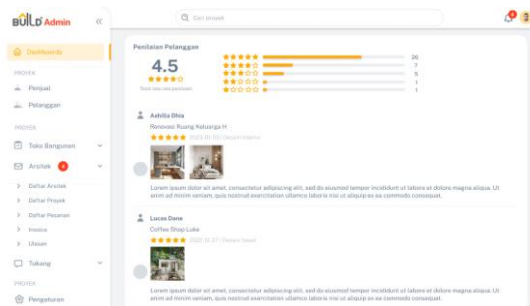 BUILD Admin
Cari proyek
Dashboards
PROYEK
Penjual
Pelanggan
PROYEK
Toko Bangunan
Arsitek 4
Daftar Arsitek
Daftar Proyek
Daftar Pesanan
Invoice
Ulasan
Tukang
PROYEK
Pengaturan
Penilaian Pelanggan
4.5
20
7
5
1
1
Ashilla Dhia
Renovasi Ruang Keluarga H
Lorem ipsum dolor sit amet, consectetur adipiscing elit, sed do eiusmod tempor incididunt ut labore et dolore magna aliqua. Ut
enim ad minim veniam, quis nostrud exercitation ullamco laboris nisi ut aliquip ex ea commodo consequat.
Lucas Dane
Coffee Shop Luke
Lorem ipsum dolor sit amet, consectetur adipiscing elit, sed do eiusmod tempor incididunt ut labore et dolore magna aliqua. Ut
enim ad minim veniam, quis nostrud exercitation ullamco laboris nisi ut aliquip ex ea commodo consequat.